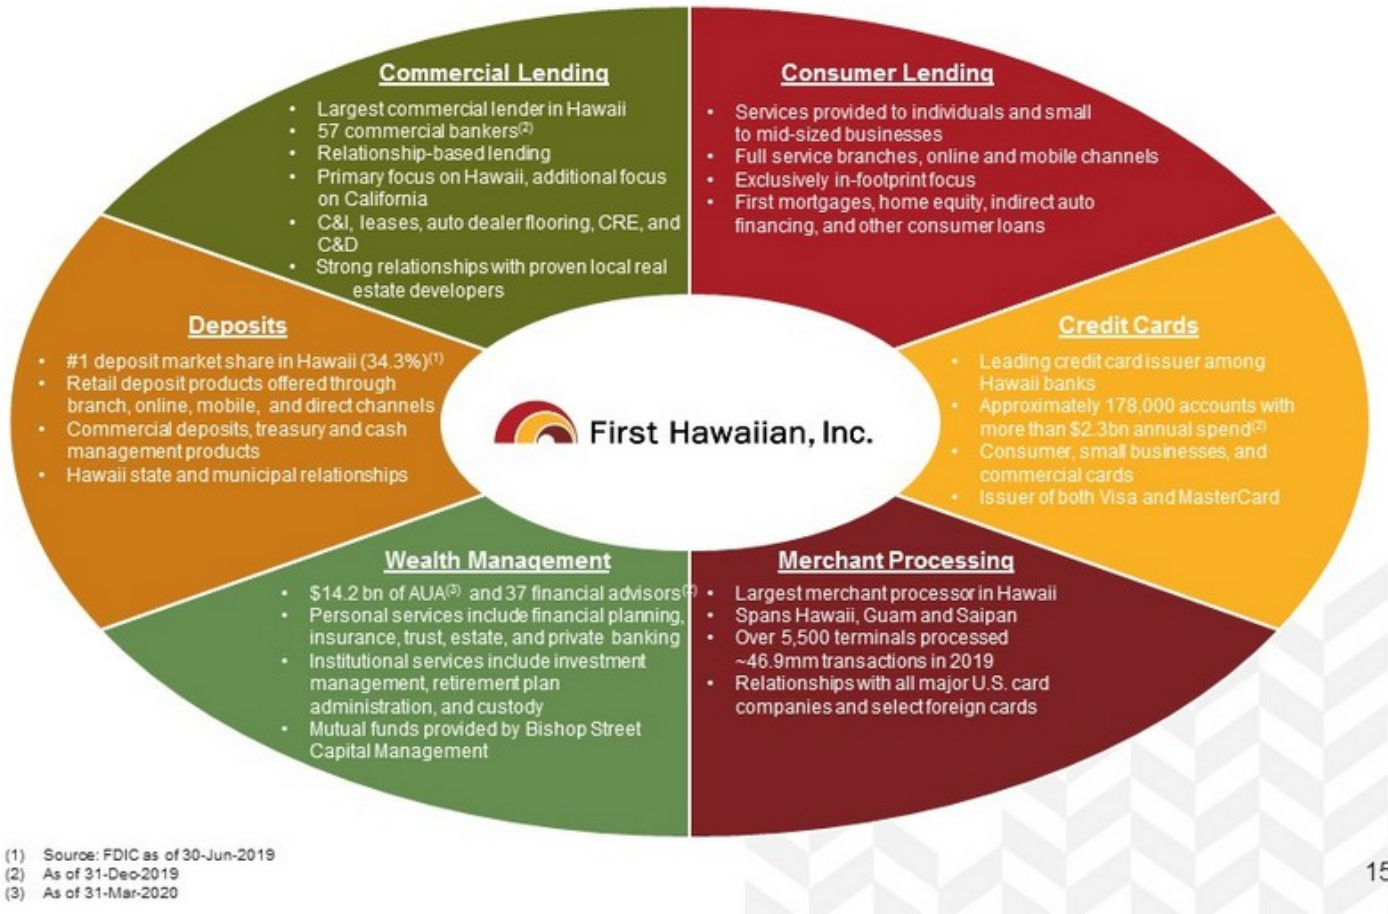 Commercial Lending
• Largest commercial lender in Hawaii
• 57 commercial bankers(2)
• Relationship-based lending
• Primary focus on Hawaii, additional focus
on California
• C&I, leases, auto dealer flooring, CRE, and
C&D
• Strong relationships with proven local real
estate developers
Consumer Lending
• Services provided to individuals and small
to mid-sized businesses
• Full service branches, online and mobile channels
• Exclusively in-footprint focus
• First mortgages, home equity, indirect auto
financing, and other consumer loans
Deposits
• #1 deposit market share in Hawaii (34.3%)(1)
• Retail deposit products offered through
branch, online, mobile, and direct channels
• Commercial deposits, treasury and cash
management products
• Hawaii state and municipal relationships
First Hawaiian, Inc.
Credit Cards
• Leading credit card issuer among
Hawaii banks
• Approximately 178,000 accounts with
more than $2.3bn annual spend(2)
• Consumer, small businesses, and
commercial cards
• Issuer of both Visa and MasterCard
Wealth Management
• $14.2 bn of AUA(3) and 37 financial advisors(2)
• Personal services include financial planning,
insurance, trust, estate, and private banking
• Institutional services include investment
management, retirement plan
administration, and custody
• Mutual funds provided by Bishop Street
Capital Management
Merchant Processing
• Largest merchant processor in Hawaii
• Spans Hawaii, Guam and Saipan
• Over 5,500 terminals processed
~46.9mm transactions in 2019
• Relationships with all major U.S. card
companies and select foreign cards
(1) Source: FDIC as of 30-Jun-2019
(2) As of 31-Dec-2019
(3) As of 31-Mar-2020
15